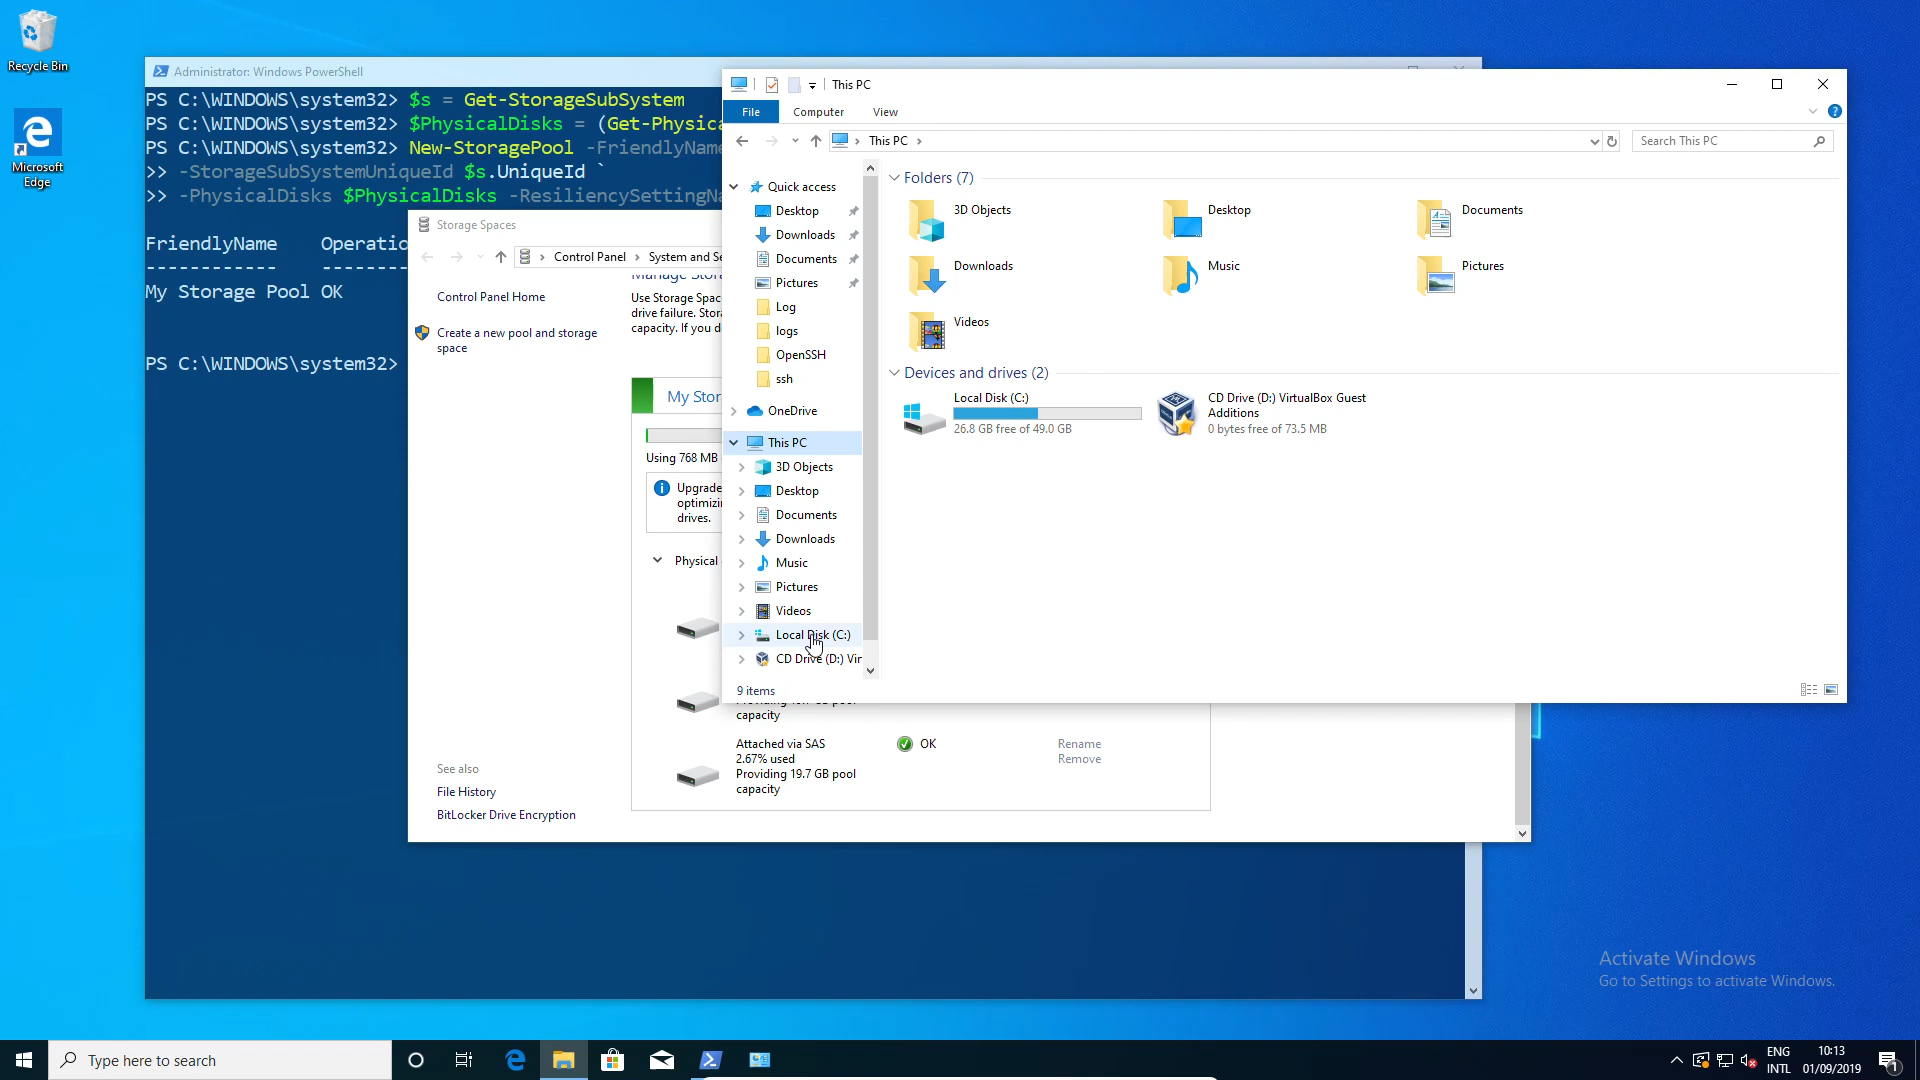 Recycle Bin
Microsoft
Edge
Administrator: Windows PowerShell
PS C:\WINDOWS\system32> $s = Get-StorageSubSystem
PS C:\WINDOWS\system32> $PhysicalDisks = (Get-Physic
PS C:\WINDOWS\system32> New-StoragePool -FriendlyName
>> -StorageSubSystemUniqueId $s.UniqueId `
>> -PhysicalDisks $PhysicalDisks -ResiliencySettingNa
FriendlyName Operatio
------------ --------
My Storage Pool OK
PS C:\WINDOWS\system32>
Storage Spaces
Control Panel > System and Se
Control Panel Home
Create a new pool and storage
space
See also
File History
BitLocker Drive Encryption
Use Storage Spac
drive failure. Stora
capacity. If you d
My Stor
Using 768 MB
Upgrade
optimizi
drives.
Physical
capacity
Attached via SAS
2.67% used
Providing 19.7 GB pool
capacity
OK
Rename
Remove
This PC
File
Computer
View
This PC >
Search This PC
Quick access
Desktop
Downloads
Documents
Pictures
Log
logs
OpenSSH
ssh
OneDrive
This PC
3D Objects
Desktop
Documents
Downloads
Music
Pictures
Videos
Local Disk (C:)
CD Drive (D:) Vir
9 items
Folders (7)
3D Objects
Desktop
Documents
Downloads
Music
Pictures
Videos
Devices and drives (2)
Local Disk (C:)
26.8 GB free of 49.0 GB
CD Drive (D:) VirtualBox Guest
Additions
0 bytes free of 73.5 MB
Activate Windows
Go to Settings to activate Windows.
Type here to search
ENG
INTL
10:13
01/09/2019
1